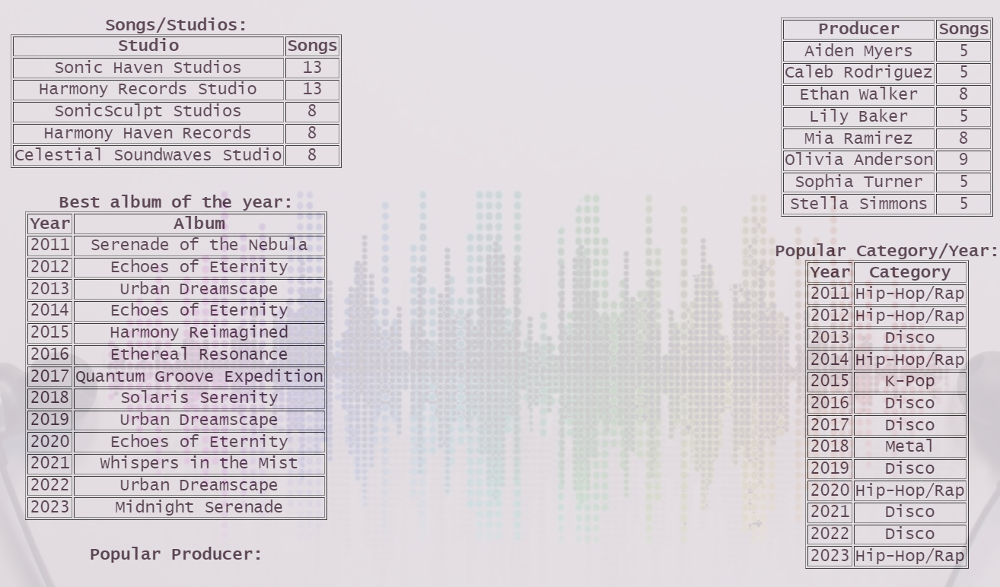 Songs/Studios:
Studio Songs
Sonic Haven Studios 13
Harmony Records Studio 13
SonicSculpt Studios 8
Harmony Haven Records 8
Celestial Soundwaves Studio 8
Best album of the year:
Year Album
2011 Serenade of the Nebula
2012 Echoes of Eternity
2013 Urban Dreamscape
2014 Echoes of Eternity
2015 Harmony Reimagined
2016 Ethereal Resonance
2017 Quantum Groove Expedition
2018 Solaris Serenity
2019 Urban Dreamscape
2020 Echoes of Eternity
2021 Whispers in the Mist
2022 Urban Dreamscape
2023 Midnight Serenade
Popular Producer:
Producer Songs
Aiden Myers 5
Caleb Rodriguez 5
Ethan Walker 8
Lily Baker 5
Mia Ramirez 8
Olivia Anderson 9
Sophia Turner 5
Stella Simmons 5
Popular Category/Year:
Year Category
2011 Hip-Hop/Rap
2012 Hip-Hop/Rap
2013 Disco
2014 Hip-Hop/Rap
2015 K-Pop
2016 Disco
2017 Disco
2018 Metal
2019 Disco
2020 Hip-Hop/Rap
2021 Disco
2022 Disco
2023 Hip-Hop/Rap